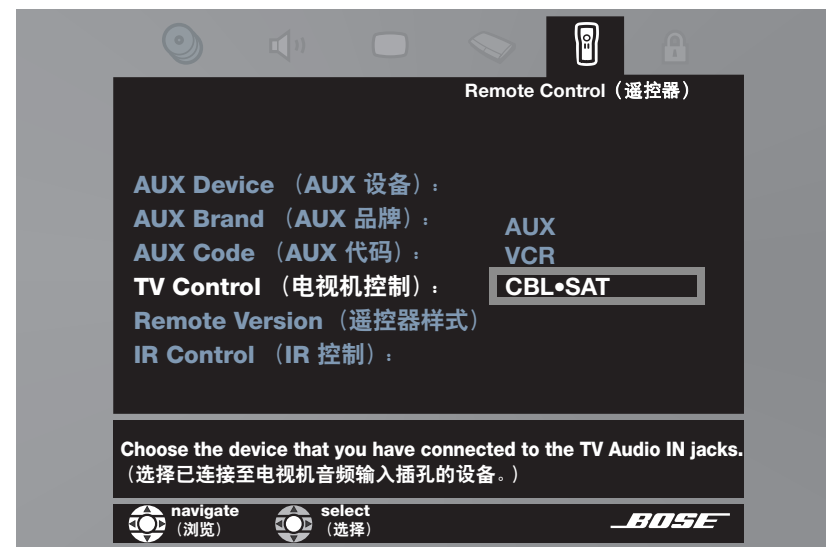 Remote Control（遥控器）
AUX Device （AUX 设备）:
AUX Brand （AUX 品牌）:
AUX
AUX Code （AUX 代码）:
VCR
TV Control （电视机控制）:
CBL•SAT
Remote Version（遥控器样式）
IR Control （IR 控制）:
Choose the device that you have connected to the TV Audio IN jacks.
（选择已连接至电视机音频输入插孔的设备。）
navigate
（浏览）
select
（选择）
BOSE